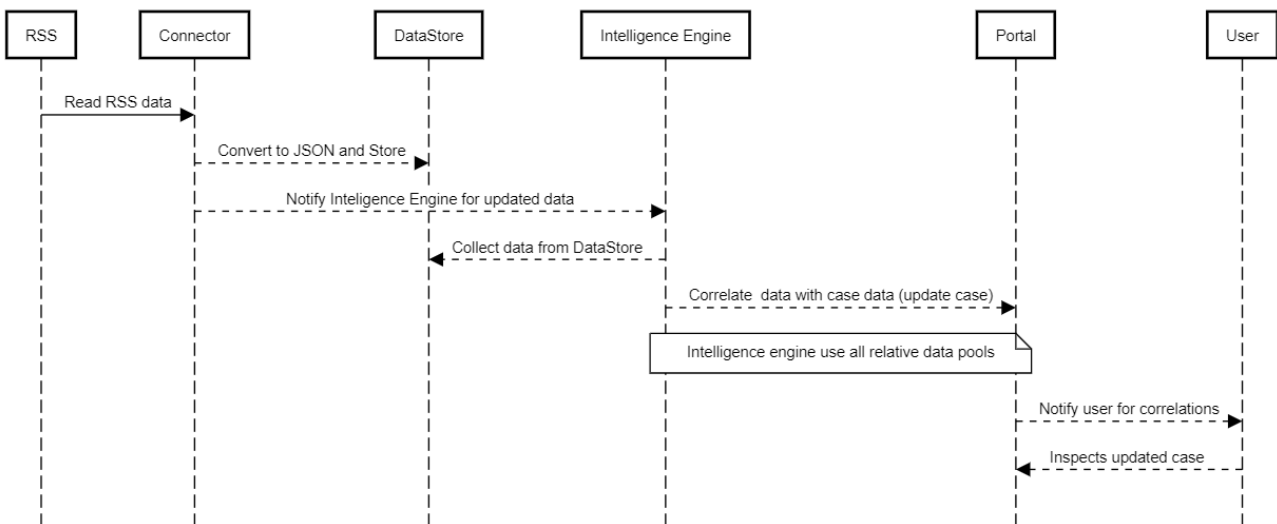 RSS
Connector
DataStore
Intelligence Engine
Portal
User
Read RSS data
Convert to JSON and Store
Notify Inteligence Engine for updated data
Collect data from DataStore
Correlate  data with case data (update case)
Intelligence engine use all relative data pools
Notify user for correlations
Inspects updated case